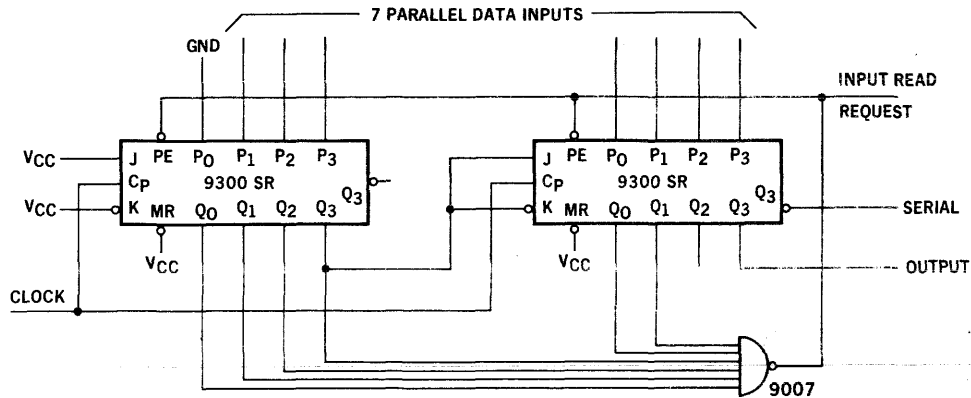 7 PARALLEL DATA INPUTS
GND
INPUT READ
REQUEST
VCC J PE P0 P1 P2 P3
CP 9300 SR Q3
VCC K MR Q0 Q1 Q2 Q3
VCC
J PE P0 P1 P2 P3
CP 9300 SR Q3
K MR Q0 Q1 Q2 Q3
VCC
SERIAL
OUTPUT
CLOCK
9007